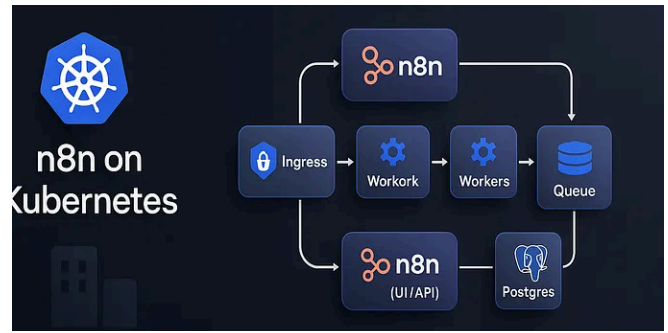 n8n on
Kubernetes
n8n
Ingress
Workork
Workers
Queue
n8n
(UI/API)
Postgres